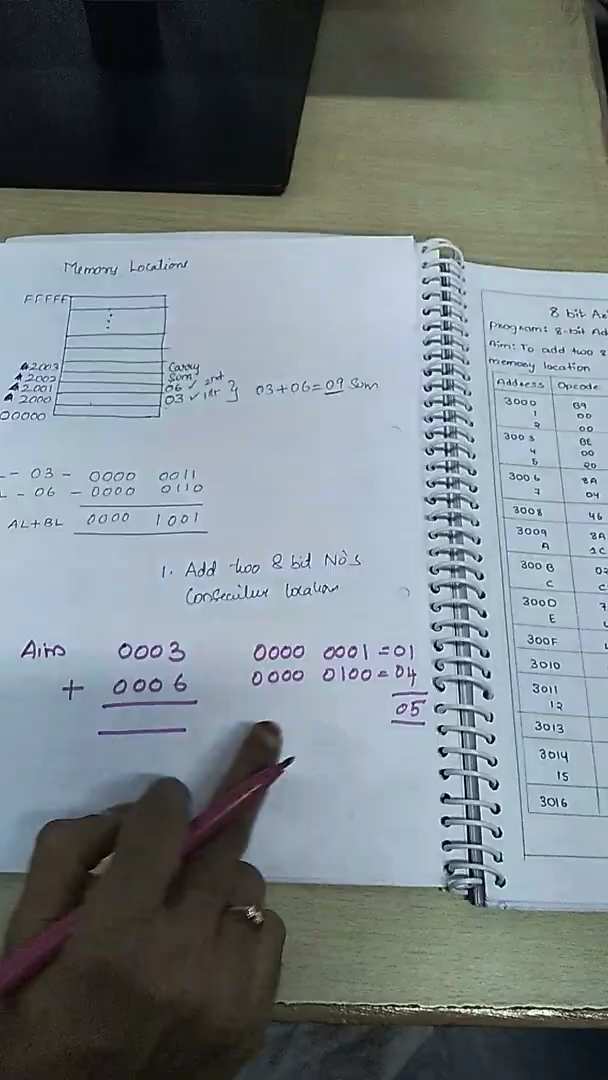 Memory Locations
FFFFF
2003 Carry
2002 Sum
2001 06 ✓ 2nd
2000 03 ✓ 1st } 03+06=09 Sum
00000
- 03 - 0000 0011
- 06 - 0000 0110
AL+BL 0000 1001
1. Add two 8 bit No's
location
Aim 0003 0000 0001 =01
+ 0006 0000 0100=04
05
8 bit
Program: 8-bit Ad
Aim: To add two 8
memory location
Address Opcode
3000 B9
1 00
2 00
3003 BE
4 00
5 20
3006 8A
7 04
3008 46
3009 8A
A 1C
300B 02
C C
300D 7
E
300F
3010
3011
12
3013
3014
15
3016